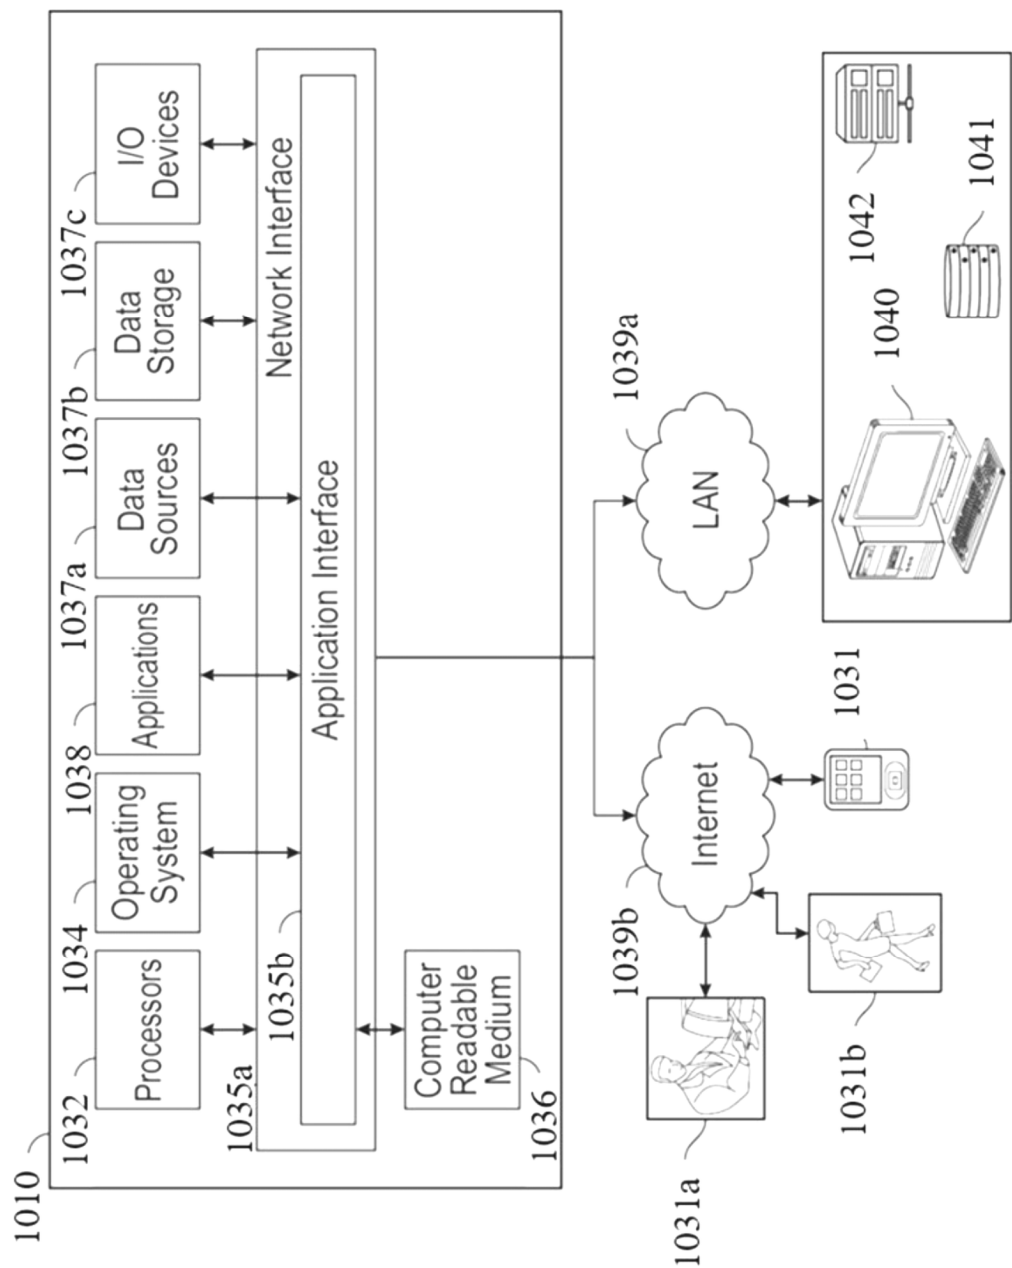 1010
1032
Processors
1034
Operating
System
1038
Applications
1037a
Data
Sources
1037b
Data
Storage
1037c
I/O
Devices
1035a
Network Interface
1035b
Application Interface
1036
Computer
Readable
Medium
1039b
Internet
1039a
LAN
1031a
1031b
1031
1040
1042
1041